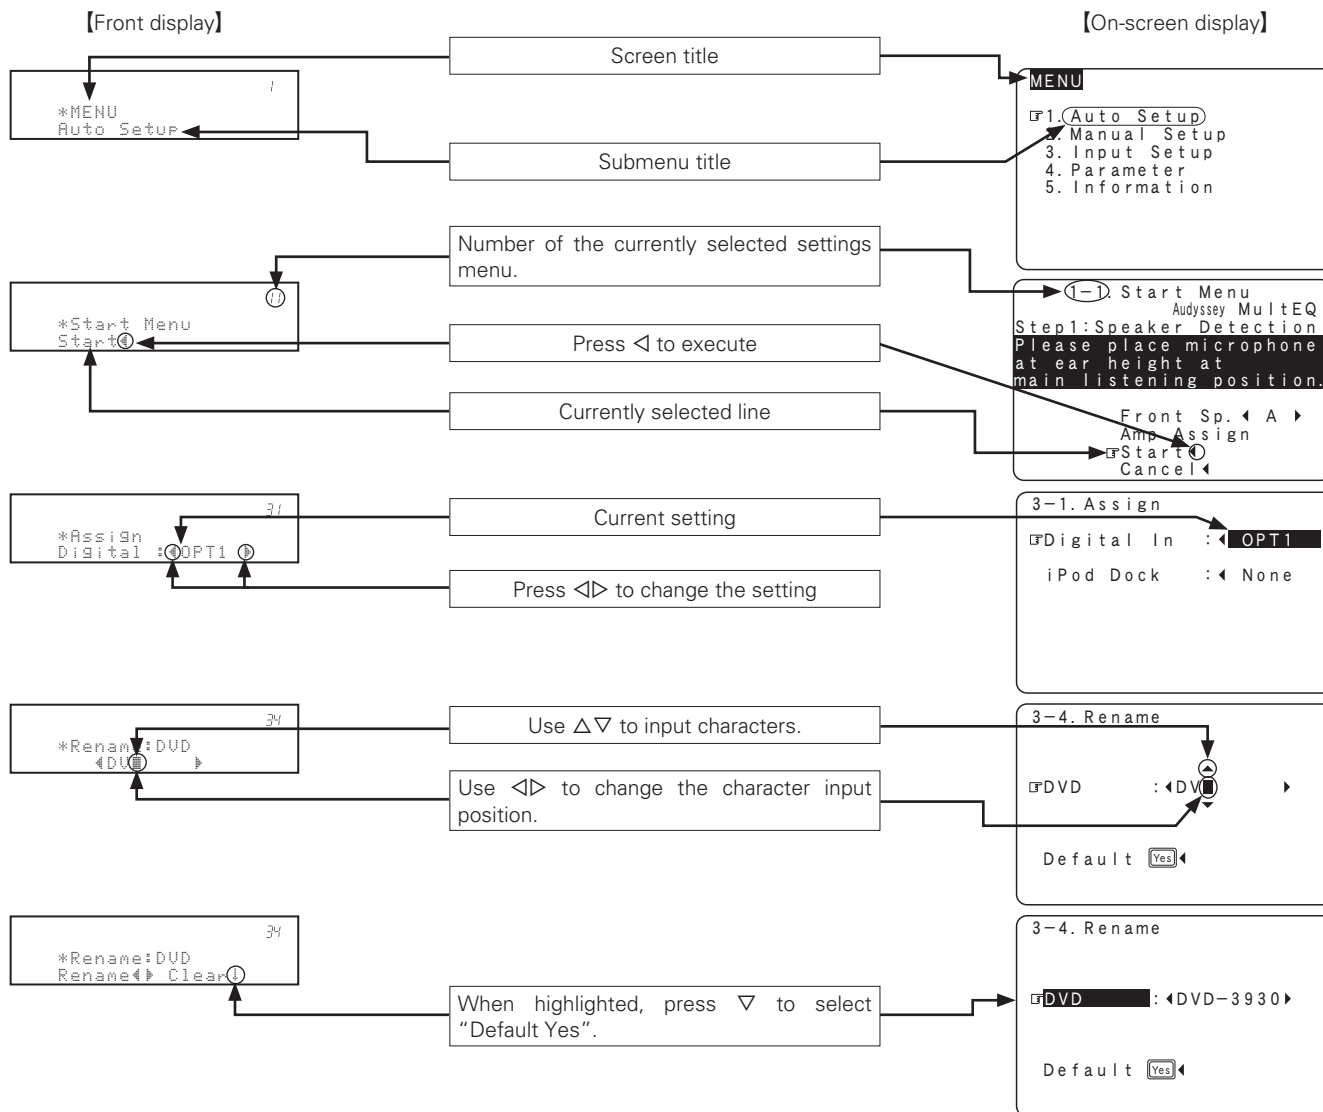 【Front display】
【On-screen display】
Screen title
1
*MENU
Auto Setup
MENU
☞1.Auto Setup
2.Manual Setup
3.Input Setup
4.Parameter
5.Information
Submenu title
Number of the currently selected settings
menu.
11
*Start Menu
Start◀
Press ◁ to execute
Currently selected line
1-1.Start Menu
Audyssey MultEQ
Step1:Speaker Detection
Please place microphone
at ear height at
main listening position.
Front Sp.◀ A ▶
Amp Assign
☞Start◀
Cancel◀
31
*Assign
Digital :◀OPT1 ▶
Current setting
Press ◁▷ to change the setting
3-1.Assign
☞Digital In :◀ OPT1
iPod Dock :◀ None
34
*Rename:DVD
◀DV■ ▶
Use △▽ to input characters.
Use ◁▷ to change the character input
position.
3-4.Rename
▲
☞DVD :◀DV■ ▶
▼
Default Yes◀
34
*Rename:DVD
Rename◀▶ Clear↓
When highlighted, press ▽ to select
“Default Yes”.
3-4.Rename
☞DVD :◀DVD-3930▶
Default Yes◀